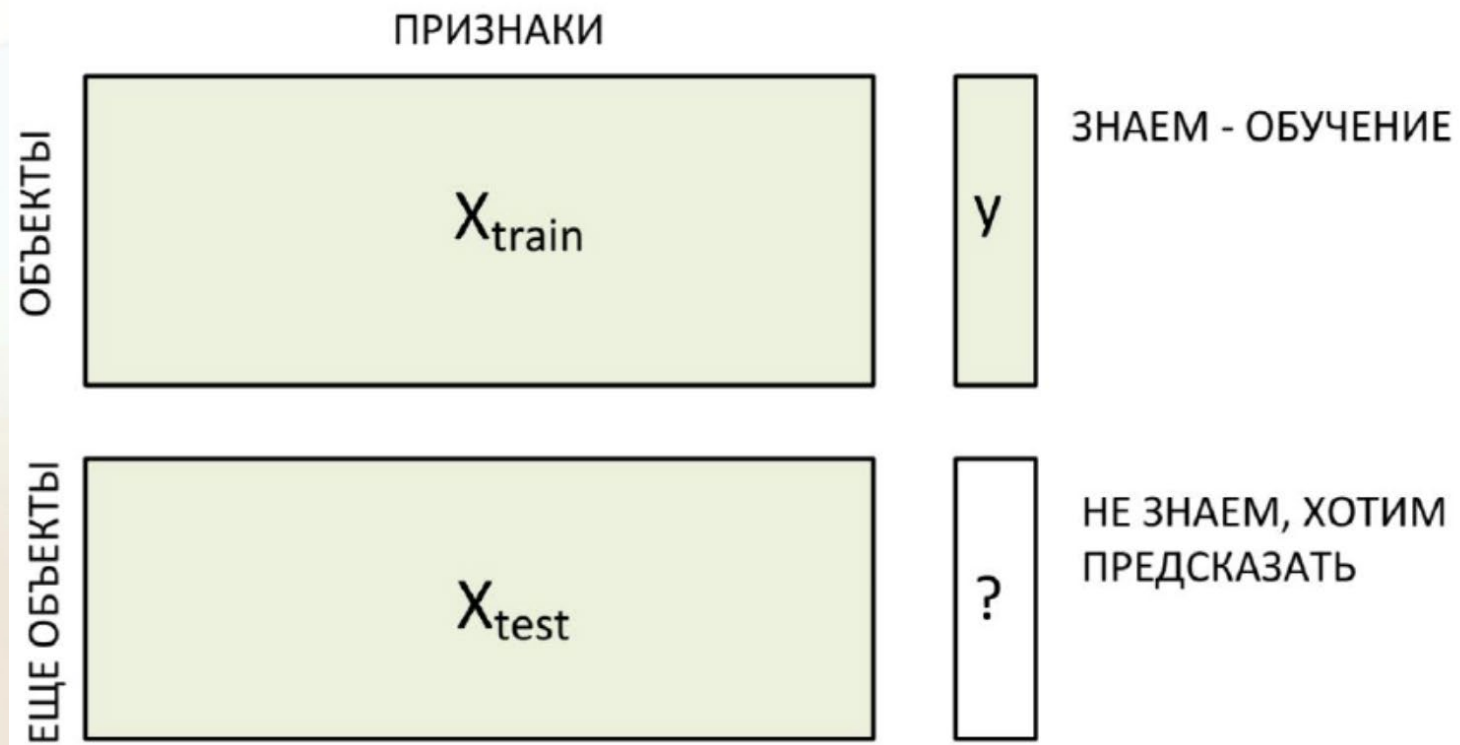 ПРИЗНАКИ
ОБЪЕКТЫ
Xtrain
y
ЗНАЕМ - ОБУЧЕНИЕ
ЕЩЕ ОБЪЕКТЫ
Xtest
?
НЕ ЗНАЕМ, ХОТИМ
ПРЕДСКАЗАТЬ